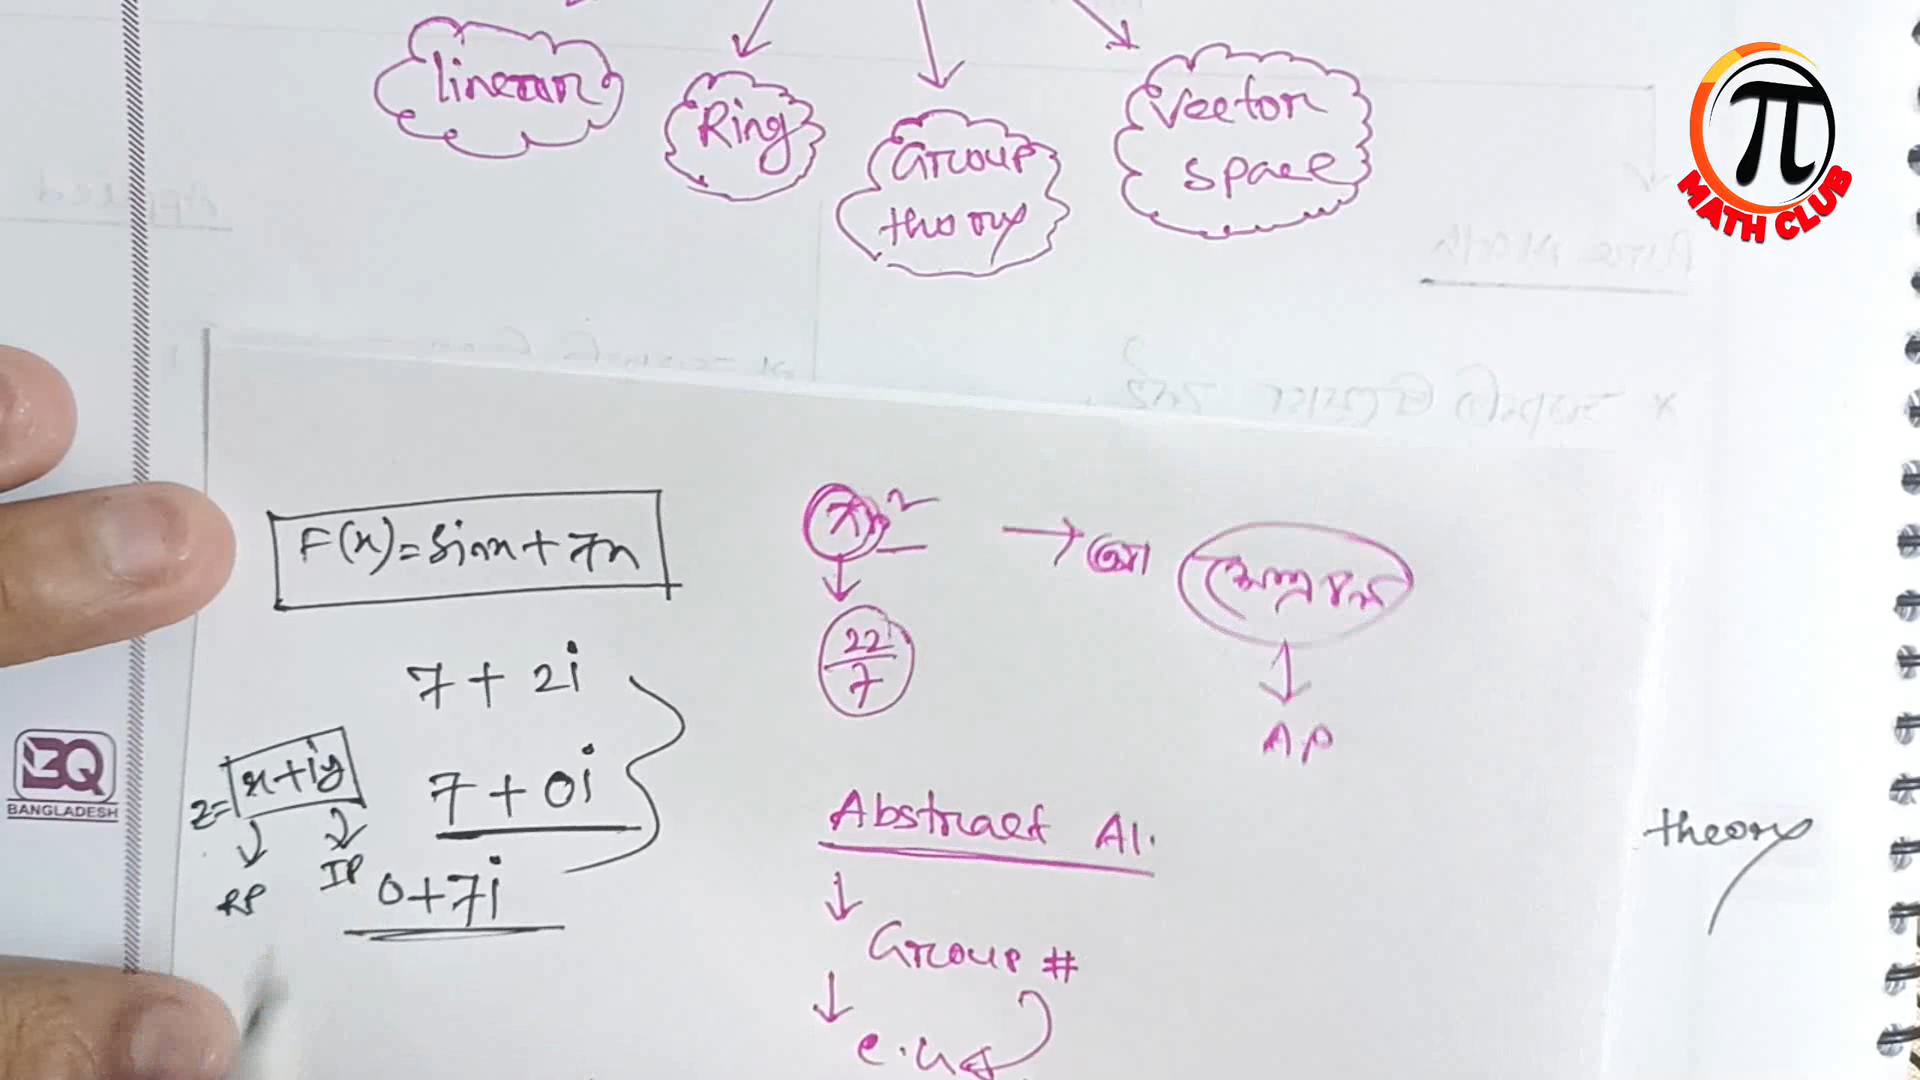 linear
Ring
Group
theory
Vector
space
π
MATH CLUB
F(x)=sinx+7x
πr²
22
7
7+2i
z=x+iy
7+0i
RP
IP
0+7i
AP
Abstract Al.
Group #
theory
BQ
BANGLADESH